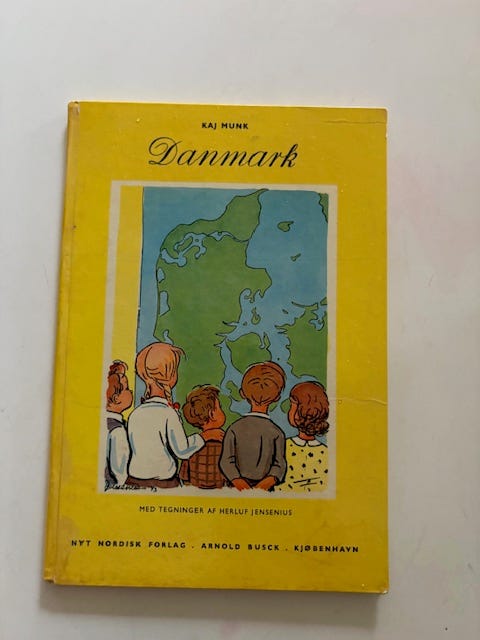 KAJ MUNK
Danmark
MED TEGNINGER AF HERLUF JENSENIUS
NYT NORDISK FORLAG . ARNOLD BUSCK . KJØBENHAVN